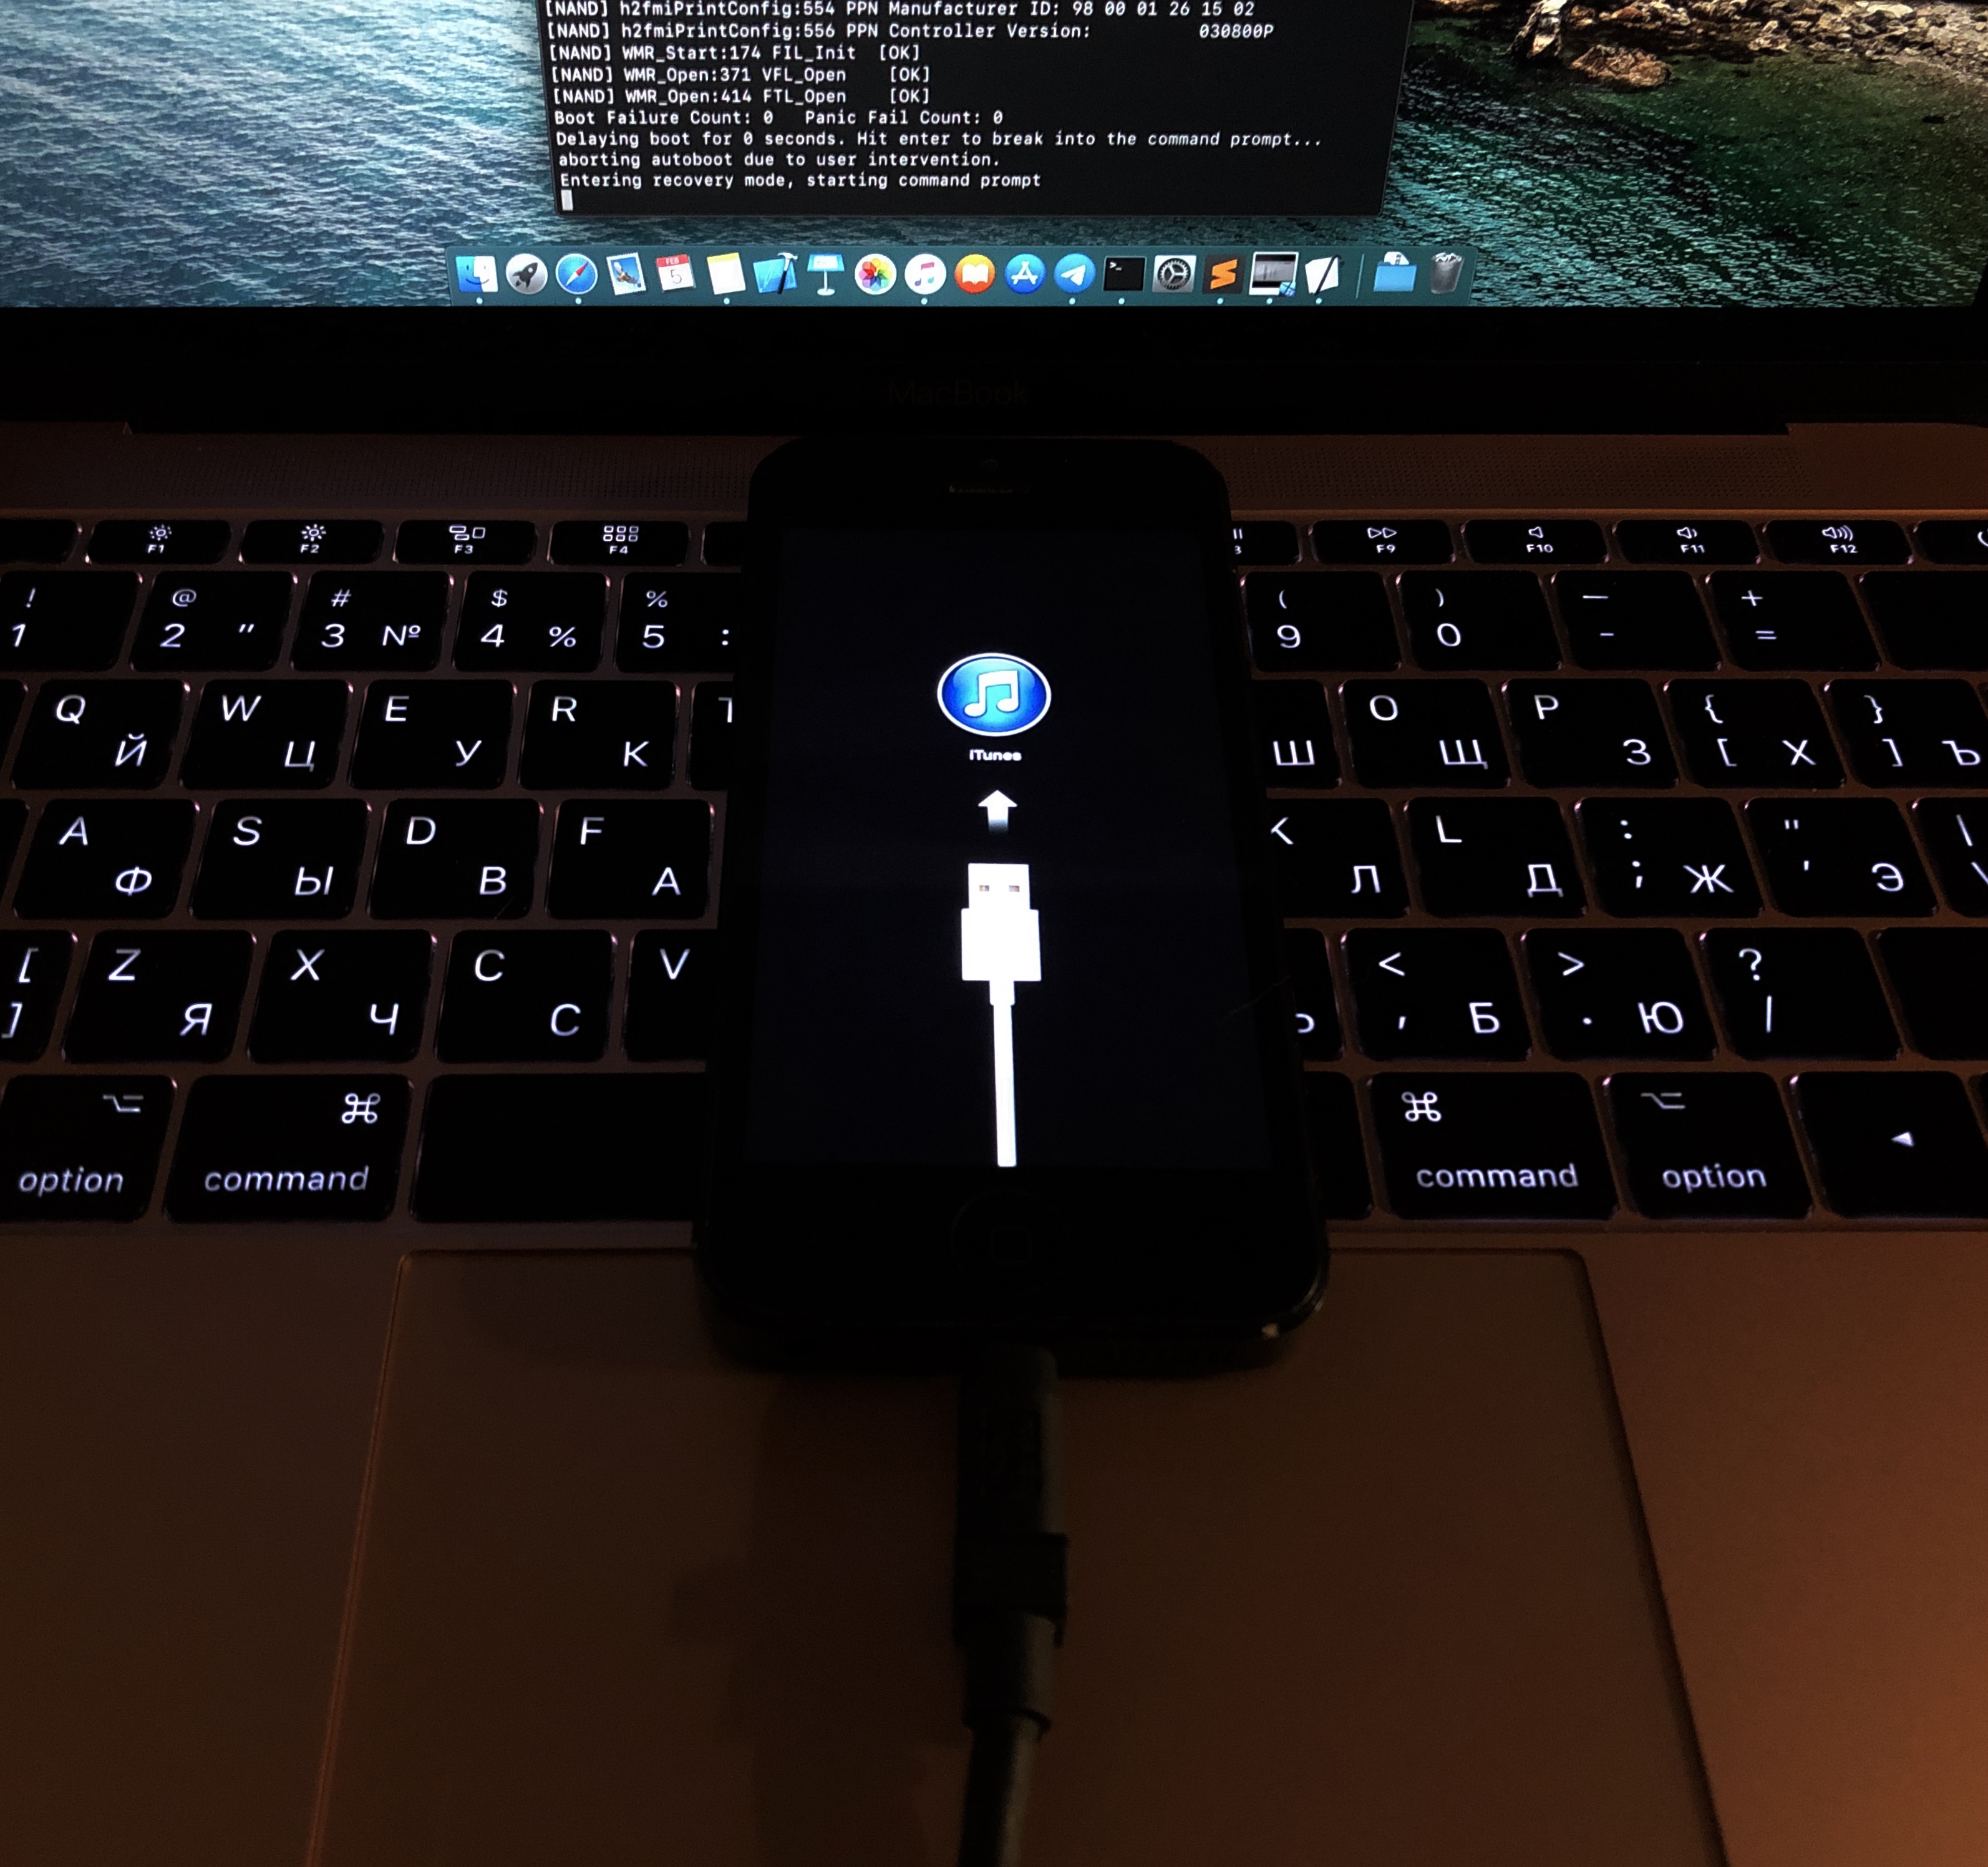 [NAND] h2fmiPrintConfig:554 PPN Manufacturer ID: 98 00 01 26 15 02
[NAND] h2fmiPrintConfig:556 PPN Controller Version: 030800P
[NAND] WMR_Start:174 FIL_Init [OK]
[NAND] WMR_Open:371 VFL_Open [OK]
[NAND] WMR_Open:414 FTL_Open [OK]
Boot Failure Count: 0 Panic Fail Count: 0
Delaying boot for 0 seconds. Hit enter to break into the command prompt...
aborting autoboot due to user intervention.
Entering recovery mode, starting command prompt
FEB
5
MacBook
F1 F2 F3 F4 F9 F10 F11 F12
! @ # $ % ( ) — +
1 2 " 3 № 4 % 5 : 9 0 - =
Q W E R T O P { }
Й Ц У К Ш Щ З [ Х ] Ъ
A S D F K L : " |
Ф Ы В А Л Д ; Ж ' Э \
[ Z X C V < > ?
] Я Ч С Ь , Б . Ю /
⌥ ⌘ ⌘ ⌥
option command command option
iTunes